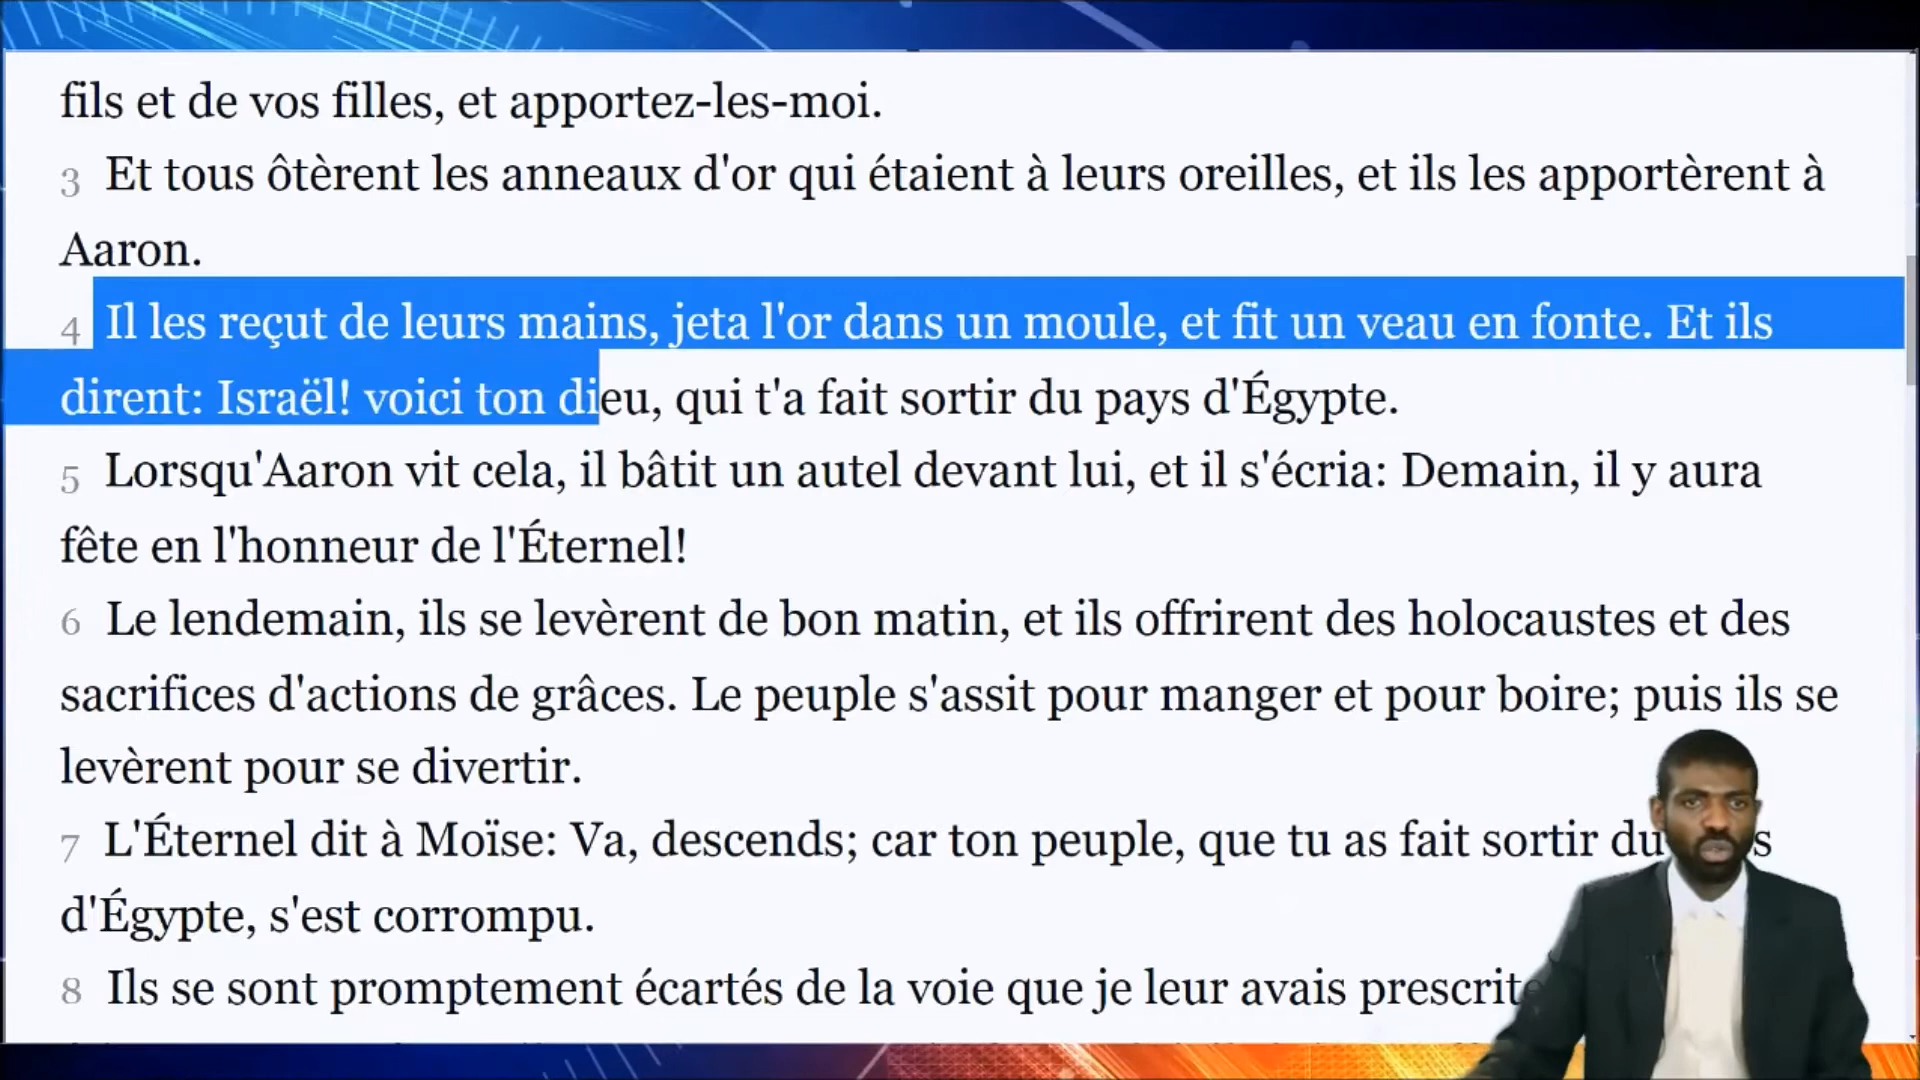 fils et de vos filles, et apportez-les-moi.
3 Et tous ôtèrent les anneaux d'or qui étaient à leurs oreilles, et ils les apportèrent à
Aaron.
4 Il les reçut de leurs mains, jeta l'or dans un moule, et fit un veau en fonte. Et ils
dirent: Israël! voici ton dieu, qui t'a fait sortir du pays d'Égypte.
5 Lorsqu'Aaron vit cela, il bâtit un autel devant lui, et il s'écria: Demain, il y aura
fête en l'honneur de l'Éternel!
6 Le lendemain, ils se levèrent de bon matin, et ils offrirent des holocaustes et des
sacrifices d'actions de grâces. Le peuple s'assit pour manger et pour boire; puis ils se
levèrent pour se divertir.
7 L'Éternel dit à Moïse: Va, descends; car ton peuple, que tu as fait sortir du
d'Égypte, s'est corrompu.
8 Ils se sont promptement écartés de la voie que je leur avais prescrite